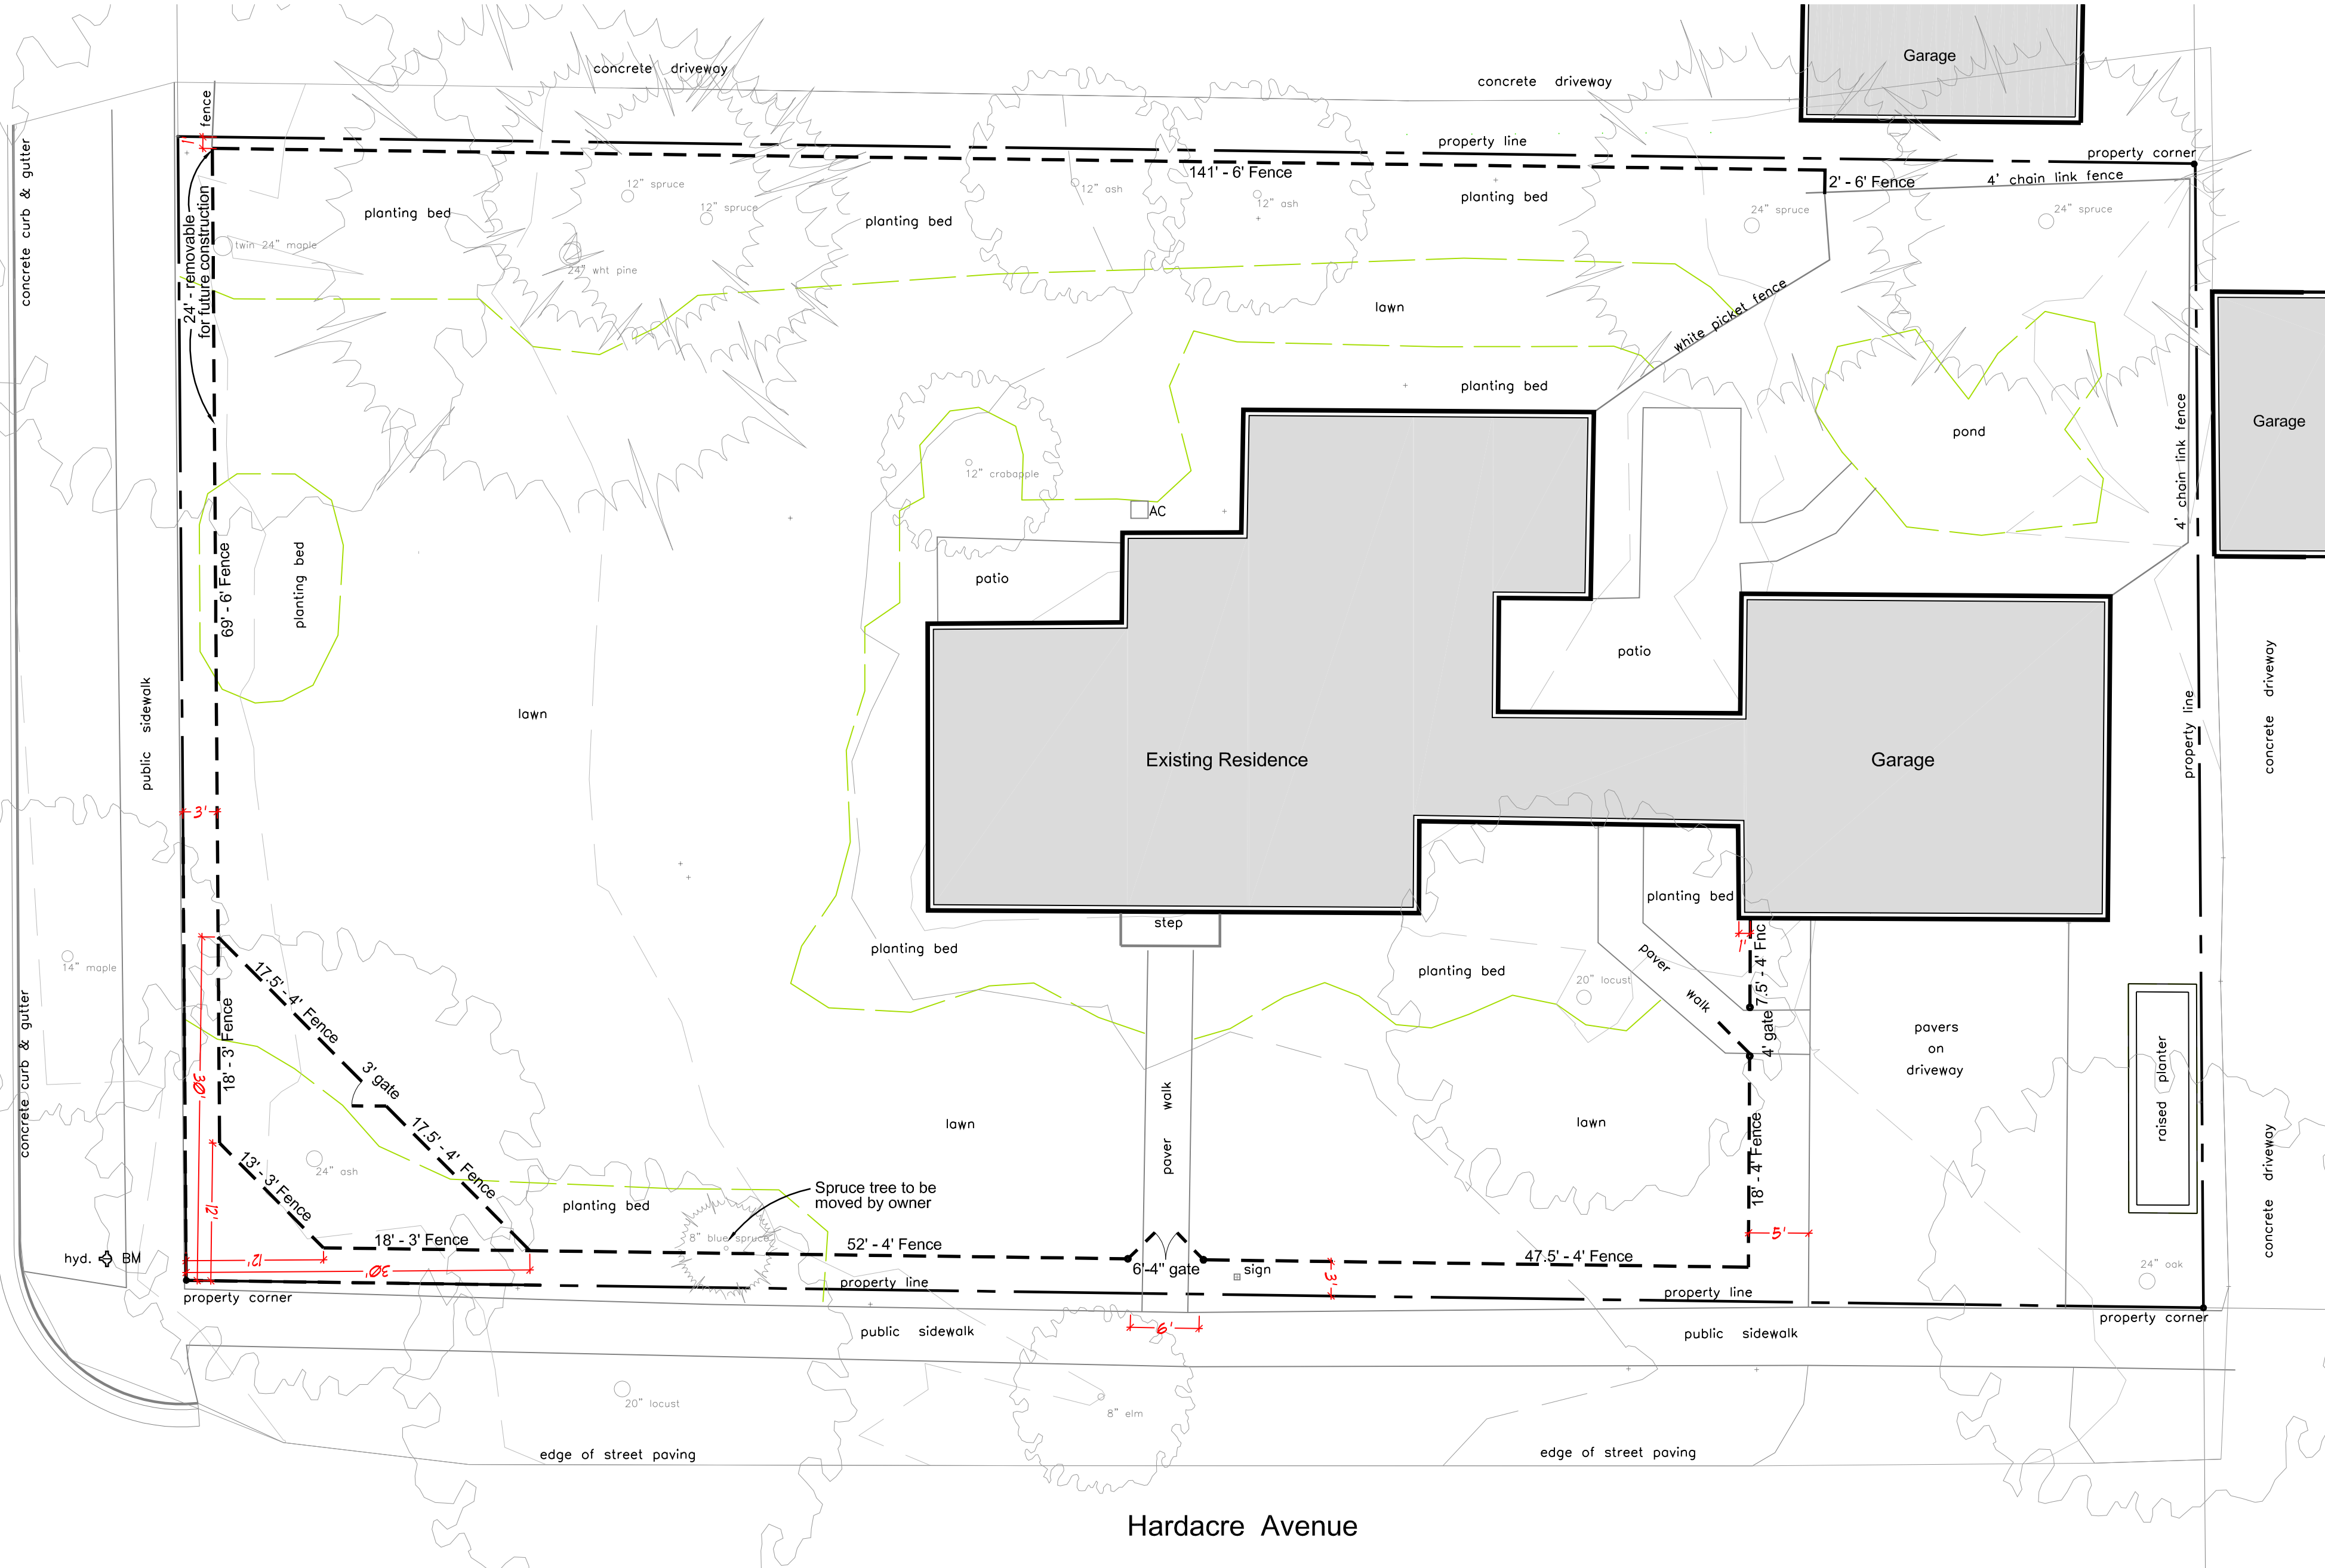 Garage
concrete driveway
concrete driveway
fence
1'
property line
property corner
141' - 6' Fence
2' - 6' Fence
4' chain link fence
concrete curb & gutter
24' - removable
for future construction
12" spruce
12" spruce
12" ash
12" ash
24" spruce
24" spruce
planting bed
planting bed
planting bed
twin 24" maple
24" wht pine
lawn
white picket fence
planting bed
4' chain link fence
Garage
pond
12" crabapple
AC
69' - 6' Fence
planting bed
patio
patio
public sidewalk
lawn
Existing Residence
Garage
property line
concrete driveway
3'
planting bed
step
planting bed
1'
7.5' - 4' Fnc
14" maple
17.5' - 4' Fence
planting bed
paver walk
20" locust
4' gate
pavers
on
driveway
concrete curb & gutter
18' - 3' Fence
30'
3' gate
17.5' - 4' Fence
lawn
paver walk
lawn
18' - 4' Fence
raised planter
concrete driveway
13' - 3' Fence
24" ash
12'
planting bed
Spruce tree to be
moved by owner
8" blue spruce
5'
hyd. BM
18' - 3' Fence
52' - 4' Fence
6'-4" gate
sign
47.5' - 4' Fence
12'
30'
3'
24" oak
property corner
property line
property line
property corner
6'
public sidewalk
public sidewalk
20" locust
8" elm
edge of street paving
edge of street paving
Hardacre Avenue